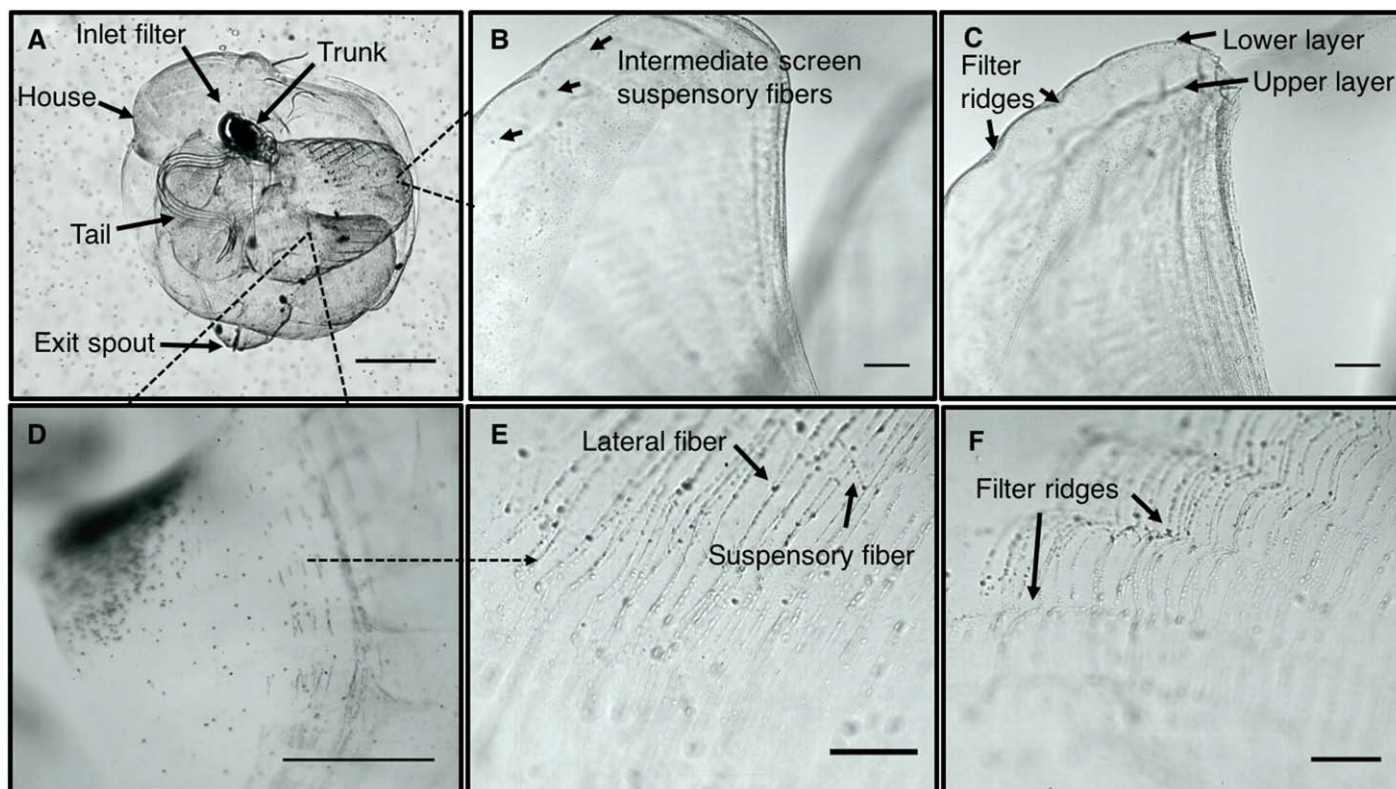 A
Inlet filter
Trunk
House
Tail
Exit spout
B
Intermediate screen
suspensory fibers
C
Lower layer
Filter
ridges
Upper layer
D
E
Lateral fiber
Suspensory fiber
F
Filter ridges